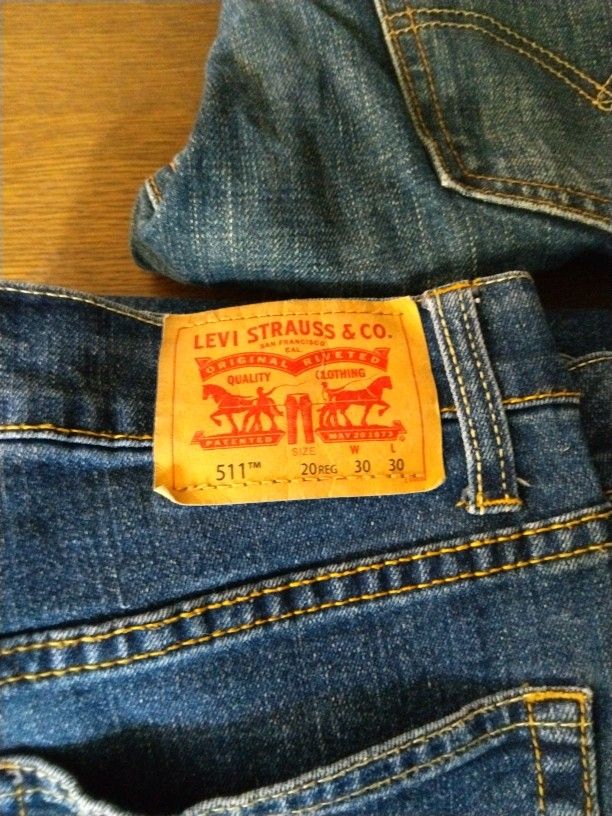 LEVI STRAUSS & CO.
SAN FRANCISCO
CAL.
ORIGINAL RIVETED
QUALITY CLOTHING
PATENTED MAY 20 1873
SIZE W L
511™ 20REG 30 30